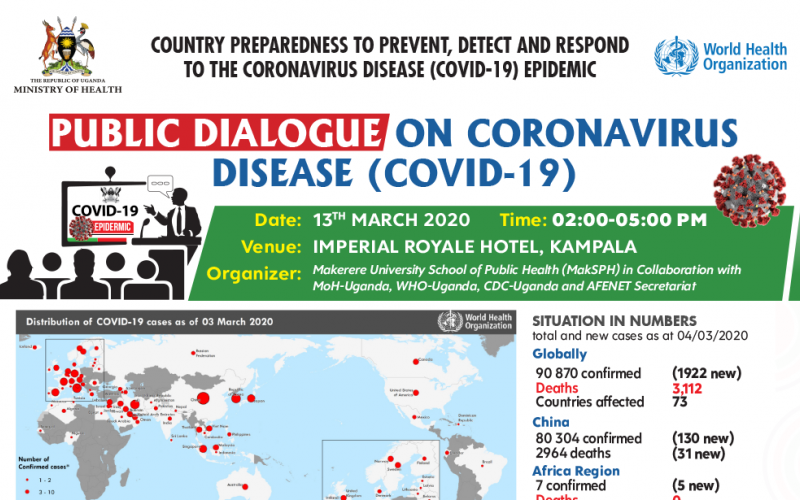 THE REPUBLIC OF UGANDA
MINISTRY OF HEALTH
COUNTRY PREPAREDNESS TO PREVENT, DETECT AND RESPOND
TO THE CORONAVIRUS DISEASE (COVID-19) EPIDEMIC
World Health
Organization
PUBLIC DIALOGUE ON CORONAVIRUS
DISEASE (COVID-19)
COVID-19
EPIDEMIC
Date: 13TH MARCH 2020 Time: 02:00-05:00 PM
Venue: IMPERIAL ROYALE HOTEL, KAMPALA
Organizer: Makerere University School of Public Health (MakSPH) in Collaboration with
MoH-Uganda, WHO-Uganda, CDC-Uganda and AFENET Secretariat
Distribution of COVID-19 cases as of 03 March 2020
World Health
Organization
Number of
Confirmed cases*
1 - 2
3 - 10
SITUATION IN NUMBERS
total and new cases as at 04/03/2020
Globally
90 870 confirmed (1922 new)
Deaths 3,112
Countries affected 73
China
80 304 confirmed (130 new)
2964 deaths (31 new)
Africa Region
7 confirmed (5 new)